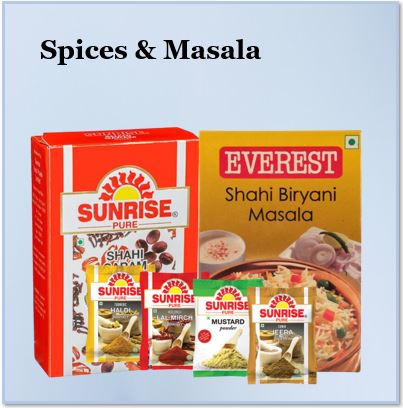 Spices & Masala
SUNRISE
PURE
SHAHI
GARAM
EVEREST
Shahi Biryani
Masala
SUNRISE
PURE
HALDI
SUNRISE
PURE
LAL MIRCH
SUNRISE
PURE
MUSTARD
powder
SUNRISE
PURE
JEERA